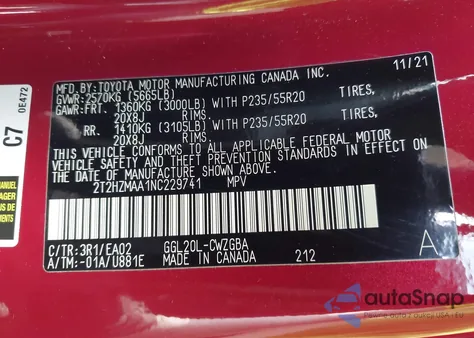 MFD.BY:TOYOTA MOTOR MANUFACTURING CANADA INC. 11/21
GVWR:2570KG (5665LB)
GAWR:FRT. 1360KG (3000LB) WITH P235/55R20 TIRES,
20X8J RIMS.
RR. 1410KG (3105LB) WITH P235/55R20 TIRES,
20X8J RIMS.
THIS VEHICLE CONFORMS TO ALL APPLICABLE FEDERAL MOTOR
VEHICLE SAFETY AND THEFT PREVENTION STANDARDS IN EFFECT ON
THE DATE OF MANUFACTURE SHOWN ABOVE.
2T2HZMAA1NC229741 MPV
C/TR:3R1/EA02 GGL20L-CWZGBA
A/TM:-01A/U881E MADE IN CANADA 212 A
0E472
C7
MANUEL
autoSnap